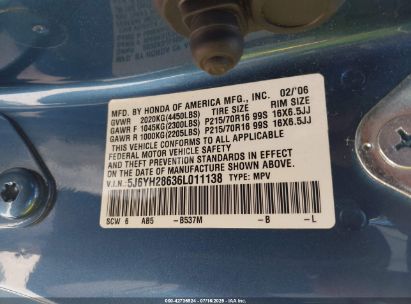 MFD. BY HONDA OF AMERICA MFG., INC. 02/06
GVWR 2020KG(4450LBS) TIRE SIZE RIM SIZE
GAWR F 1045KG(2300LBS) P215/70R16 99S 16X6.5JJ
GAWR R 1000KG(2205LBS) P215/70R16 99S 16X6.5JJ
THIS VEHICLE CONFORMS TO ALL APPLICABLE
FEDERAL MOTOR VEHICLE SAFETY
AND THEFT PREVENTION STANDARDS IN EFFECT
ON THE DATE OF MANUFACTURE SHOWN ABOVE.
V.I.N. 5J6YH28636L011138 TYPE: MPV
SCW 6 AB5 -B537M -B -L